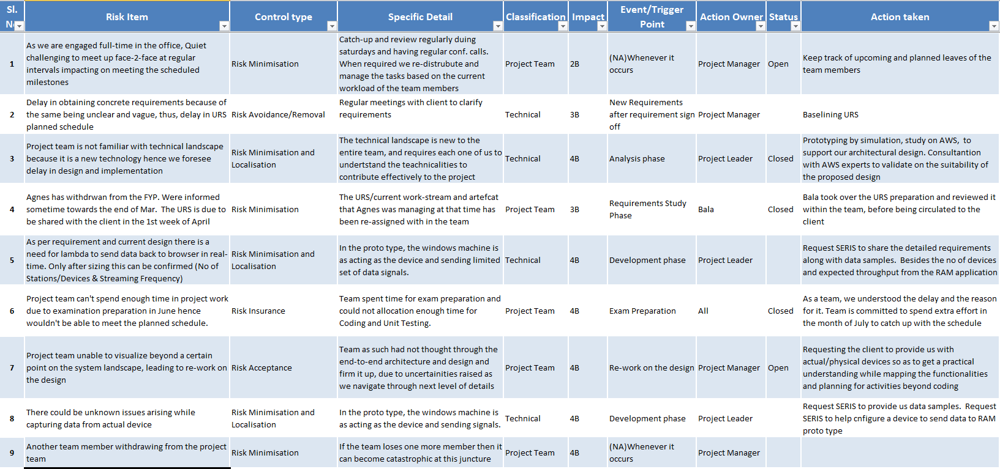 Sl.
N
Risk Item
Control type
Specific Detail
Classification
Impact
Event/Trigger
Point
Action Owner
Status
Action taken
1
As we are engaged full-time in the office, Quiet
challenging to meet up face-2-face at regular
intervals impacting on meeting the scheduled
milestones
Risk Minimisation
Catch-up and review regularly duing
saturdays and having regular conf. calls.
When required we re-distrubute and
manage the tasks based on the current
workload of the team members
Project Team
2B
(NA)Whenever it
occurs
Project Manager
Open
Keep track of upcoming and planned leaves of the
team members
2
Delay in obtaining concrete requirements because of
the same being unclear and vague, thus, delay in URS
planned schedule
Risk Avoidance/Removal
Regular meetings with client to clarify
requirements
Technical
3B
New Requirements
after requirement sign
off
Project Manager
Baselining URS
3
Project team is not familiar with technical landscape
because it is a new technology hence we foresee
delay in design and implementation
Risk Minimisation and
Localisation
The technical landscape is new to the
entire team, and requires each one of us to
undertstand the teachnicalities to
contribute effectively to the project
Technical
4B
Analysis phase
Project Leader
Closed
Prototyping by simulation, study on AWS, to
support our architectural design. Consultantion
with AWS experts to validate on the suitability of
the proposed design
4
Agnes has withdrwan from the FYP. Were informed
sometime towards the end of Mar. The URS is due to
be shared with the client in the 1st week of April
Risk Minimisation
The URS/current work-stream and artefcat
that Agnes was managing at that time has
been re-assigned with in the team
Project Team
3B
Requirements Study
Phase
Bala
Closed
Bala took over the URS preparation and reviewed it
within the team, before being circulated to the
client
5
As per requirement and current design there is a
need for lambda to send data back to browser in real-
time. Only after sizing this can be confirmed (No of
Stations/Devices & Streaming Frequency)
Risk Minimisation and
Localisation
In the proto type, the windows machine is
as acting as the device and sending limited
set of data signals.
Technical
4B
Development phase
Project Leader
Request SERIS to share the detailed requirements
along with data samples. Besides the no of devices
and expected throughput from the RAM application
6
Project team can't spend enough time in project work
due to examination preparation in June hence
wouldn't be able to meet the planned schedule.
Risk Insurance
Team spent time for exam preparation and
could not allocation enough time for
Coding and Unit Testing.
Project Team
4B
Exam Preparation
All
Closed
As a team, we understood the delay and the reason
for it. Team is committed to spend extra effort in
the month of July to catch up with the schedule
7
Project team unable to visualize beyond a certain
point on the system landscape, leading to re-work on
the design
Risk Acceptance
Team as such had not thought through the
end-to-end architecture and design and
firm it up, due to uncertainities raised as
we navigate through next level of details
Project Team
4B
Re-work on the design
Project Manager
Open
Requesting the client to provide us with
actual/physical devices so as to get a practical
understanding while mapping the functionalities
and planning for activities beyond coding
8
There could be unknown issues arising while
capturing data from actual device
Risk Minimisation and
Localisation
In the proto type, the windows machine is
as acting as the device and sending signals.
Technical
4B
Development phase
Project Leader
Request SERIS to provide us data samples. Request
SERIS to help cnfigure a device to send data to RAM
proto type
9
Another team member withdrawing from the project
team
Risk Minimisation
If the team loses one more member then it
can become catastrophic at this juncture
Project Team
4B
(NA)Whenever it
occurs
Project Manager